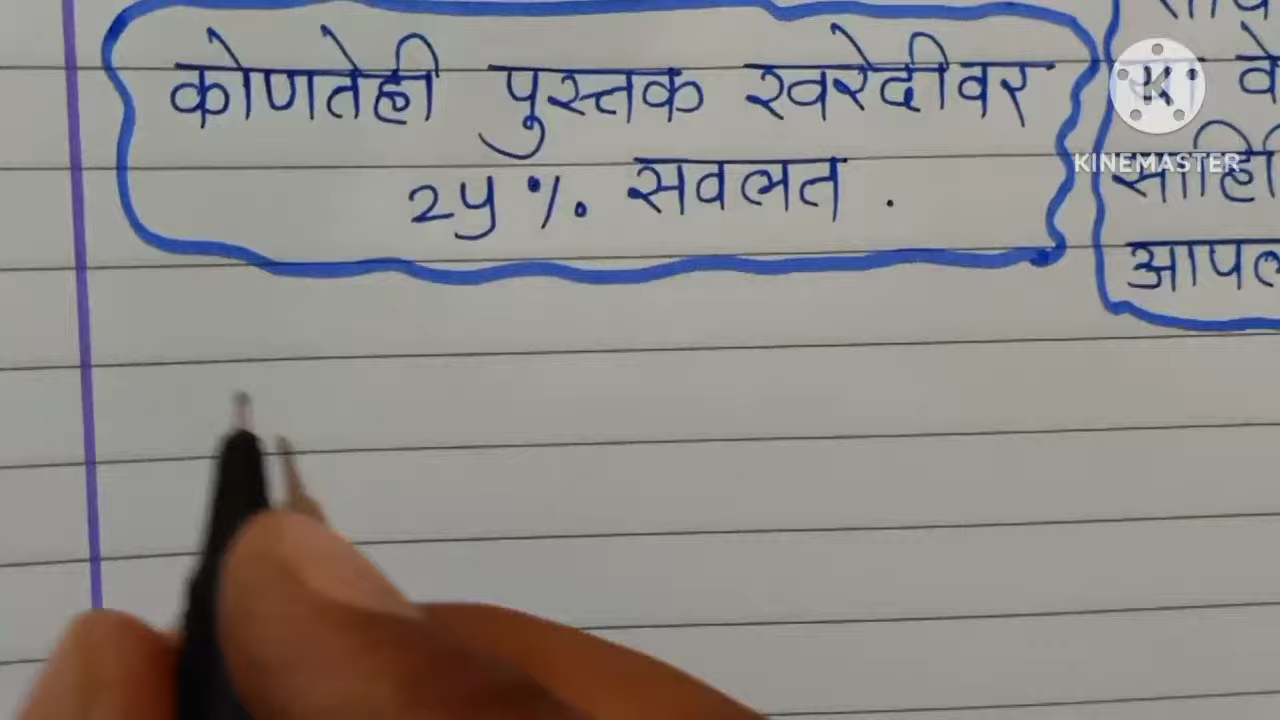 कोणतेही पुस्तक खरेदीवर
२५% सवलत .
K
KINEMASTER
वे
साहि
आपल